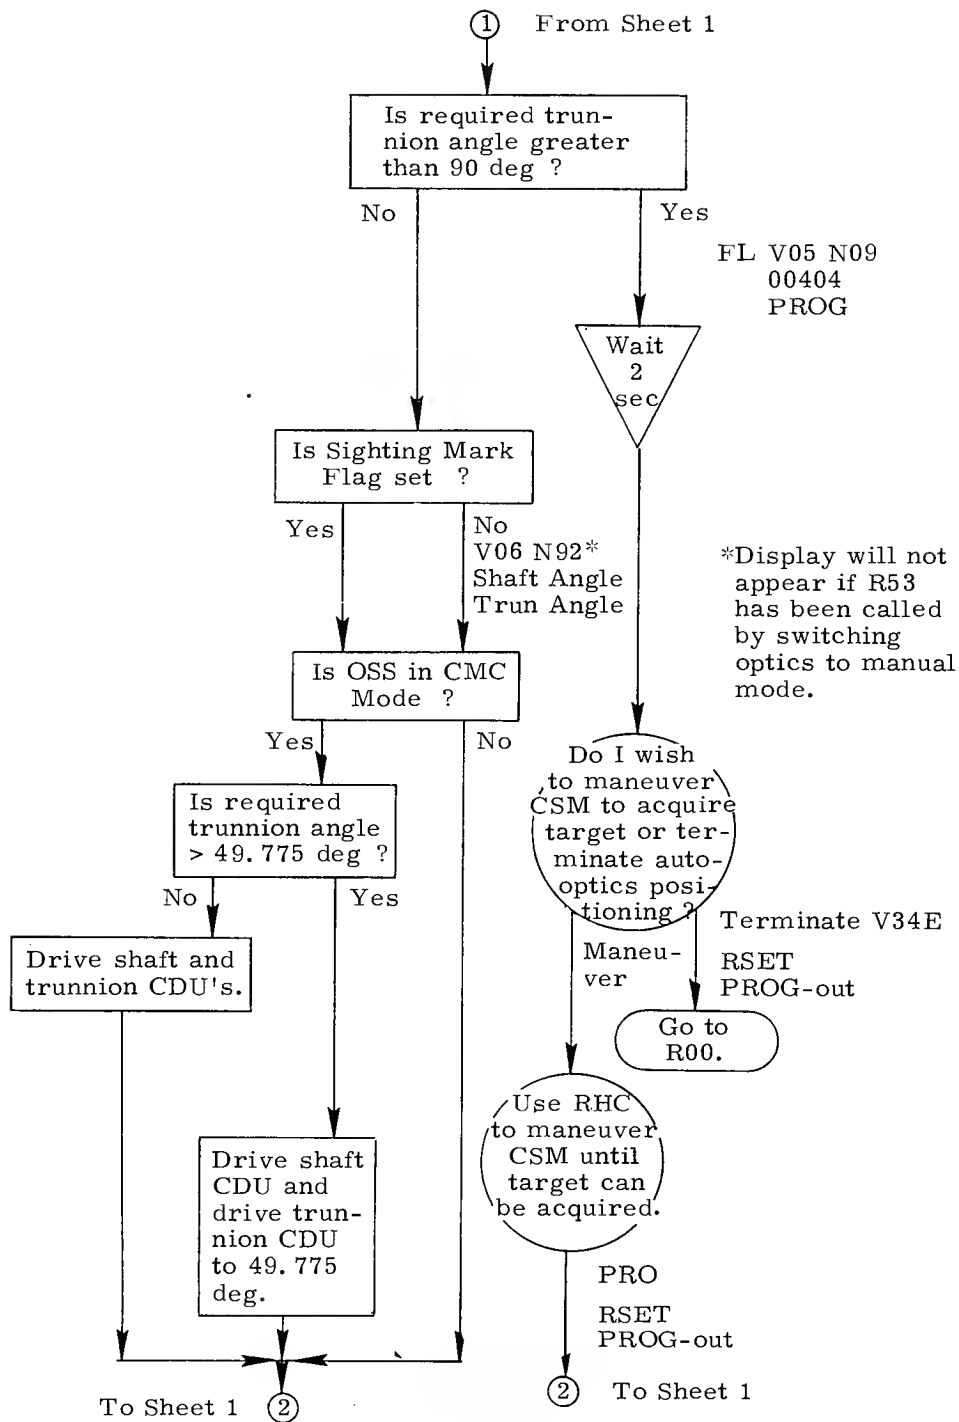 1 From Sheet 1
Is required trun-
nion angle greater
than 90 deg ?
No
Yes
FL V05 N09
00404
PROG
Wait
2
sec
Is Sighting Mark
Flag set ?
Yes
No
V06 N92*
Shaft Angle
Trun Angle
*Display will not
appear if R53
has been called
by switching
optics to manual
mode.
Is OSS in CMC
Mode ?
Yes
No
Do I wish
to maneuver
CSM to acquire
target or ter-
minate auto-
optics posi-
tioning ?
Is required
trunnion angle
> 49.775 deg ?
No
Yes
Maneu-
ver
Terminate V34E
RSET
PROG-out
Go to
R00.
Drive shaft and
trunnion CDU's.
Use RHC
to maneuver
CSM until
target can
be acquired.
Drive shaft
CDU and
drive trun-
nion CDU
to 49.775
deg.
PRO
RSET
PROG-out
To Sheet 1 2
2 To Sheet 1